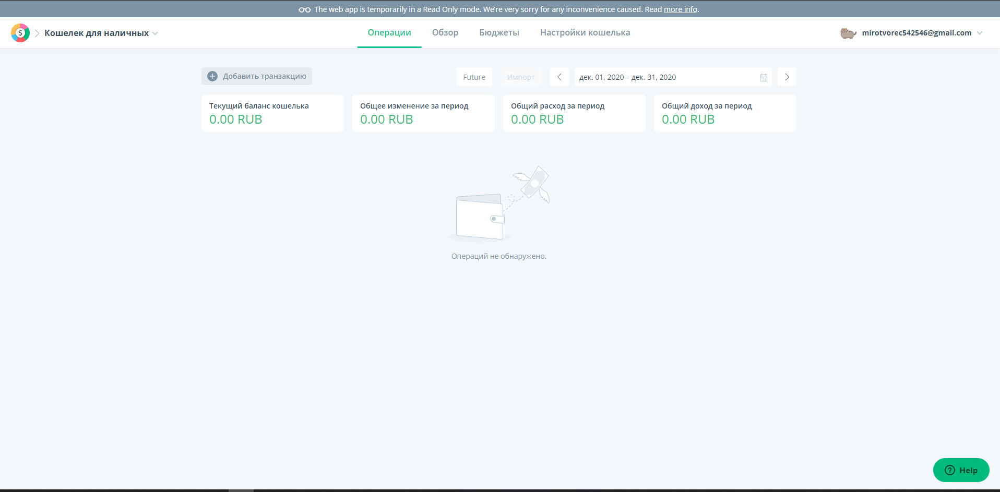 The web app is temporarily in a Read Only mode. We’re very sorry for any inconvenience caused. Read more info.
$ Кошелек для наличных Операции Обзор Бюджеты Настройки кошелька mirotvorec542546@gmail.com
Добавить транзакцию Future Импорт дек. 01, 2020 – дек. 31, 2020
Текущий баланс кошелька
0.00 RUB
Общее изменение за период
0.00 RUB
Общий расход за период
0.00 RUB
Общий доход за период
0.00 RUB
Операций не обнаружено.
? Help